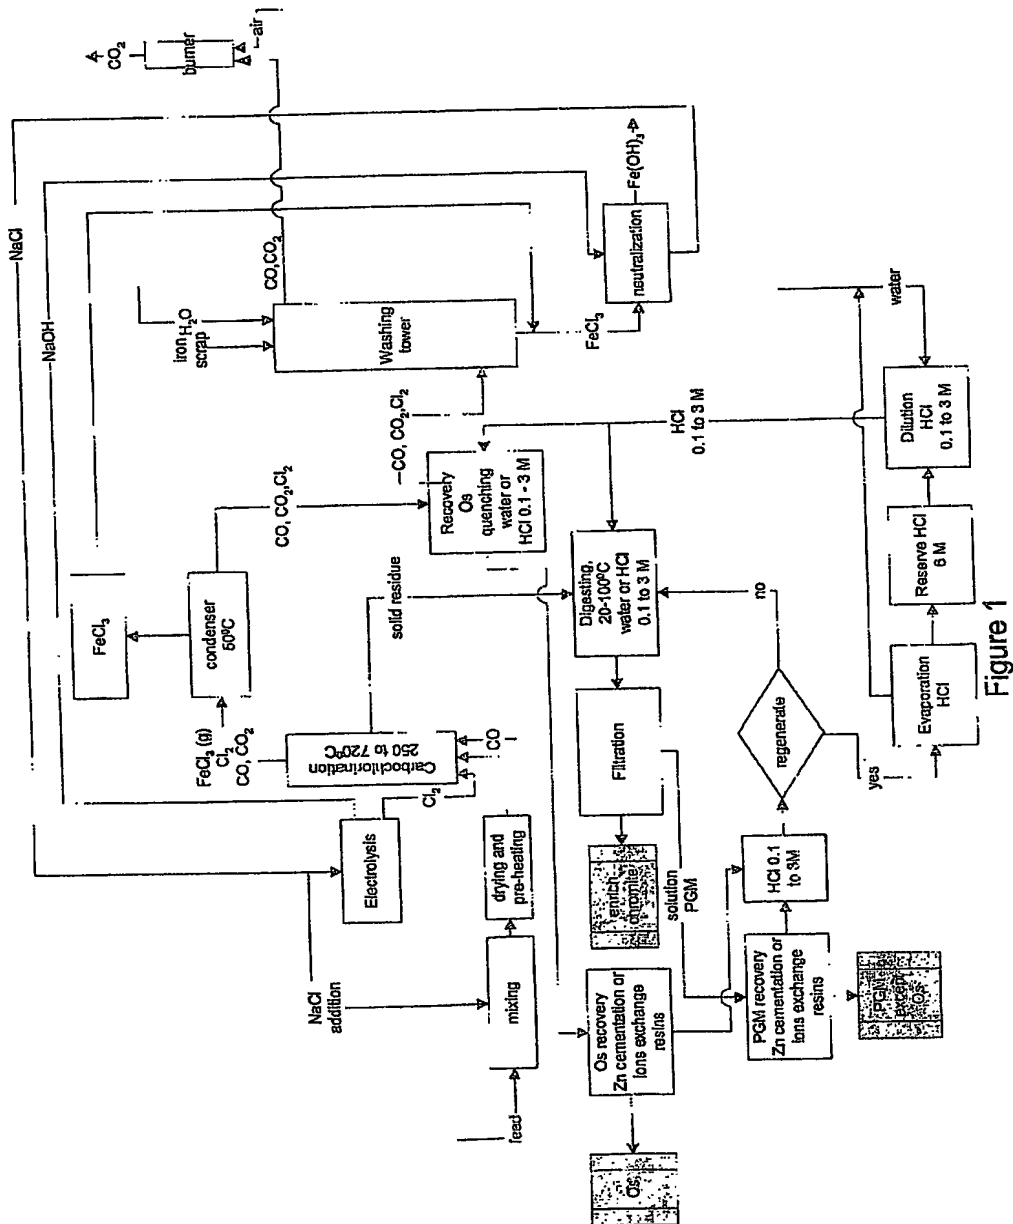 NaCl
NaOH
CO2
burner
air
CO,CO2
iron
scrap
H2O
Washing
tower
FeCl3
neutralization
Fe(OH)3
FeCl3
condenser
50ºC
CO, CO2,Cl2
CO, CO2,Cl2
Recovery
Os
quenching
water or
HCl 0.1 - 3 M
HCl
0.1 to 3 M
water
Dilution
HCl
0.1 to 3 M
Reserve HCl
6 M
Evaporation
HCl
FeCl3 (g)
Cl2
CO, CO2
Carbochlorination
250 to 720ºC
CO
Cl2
Electrolysis
solid residue
Digesting,
20-100ºC
water or HCl
0.1 to 3 M
Filtration
no
regenerate
yes
drying and
pre-heating
mixing
NaCl
addition
feed
enrich
chromite
solution
PGM
HCl 0.1
to 3M
Os recovery
Zn cementation or
Ions exchange
resins
PGM recovery
Zn cementation or
Ions exchange
resins
PGM
except
Os
Os
Figure 1